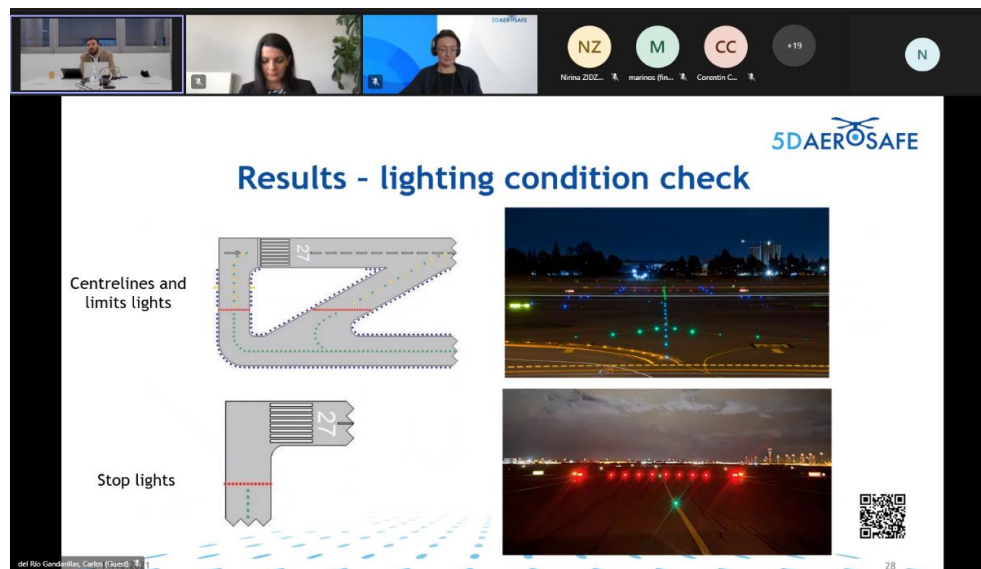 5DAEROSAFE
NZ
M
CC
+19
N
Nirina ZIDZ...
marinos (fin...
Corentin C...
5DAEROSAFE
Results - lighting condition check
Centrelines and
limits lights
27
Stop lights
27
del Río Gandarillas, Carlos (Guest)
28